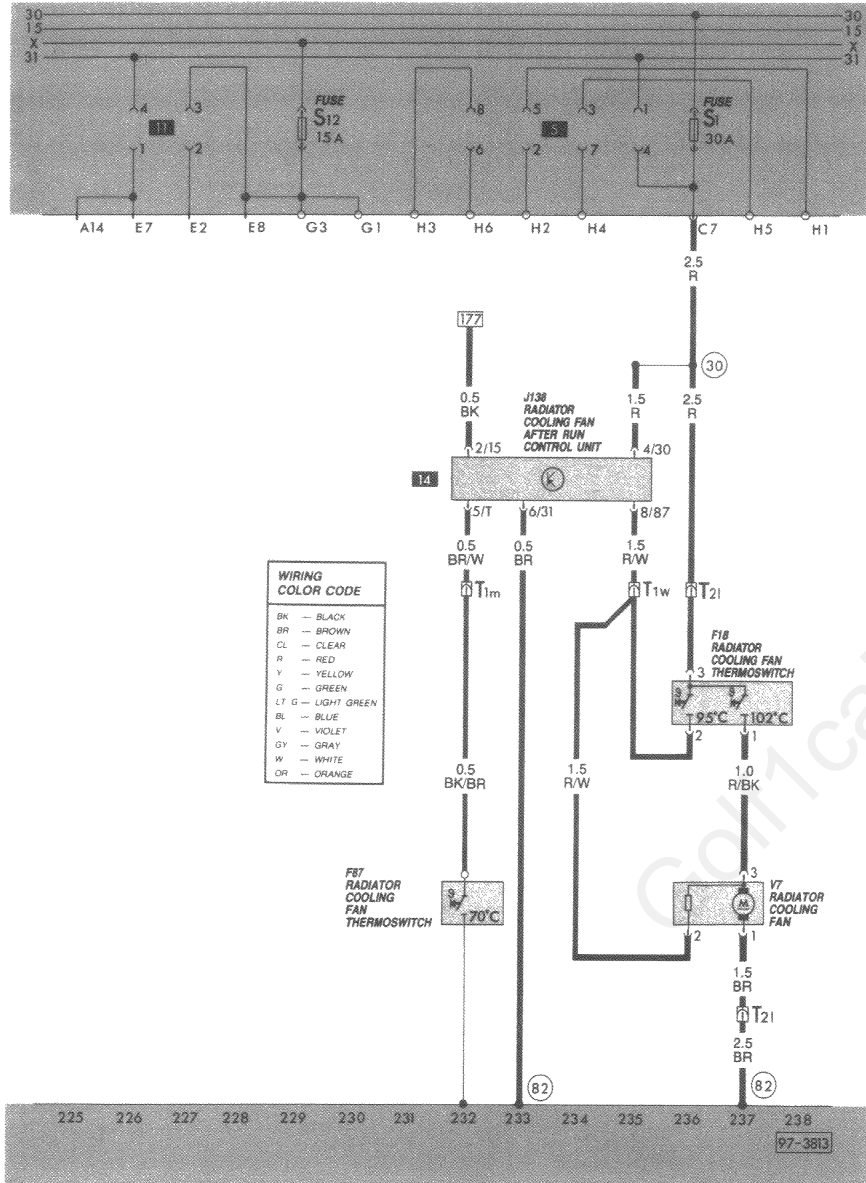 30 30
15 15
X X
31 31
4 3 8 5 3 1
FUSE FUSE
11 S12 5 S1
15 A 30 A
1 2 6 2 7 4
A14 E7 E2 E8 G3 G1 H3 H6 H2 H4 C7 H5 H1
2.5
R
177
30
0.5 1.5 2.5
BK R R
J138
RADIATOR
COOLING FAN
AFTER RUN
CONTROL UNIT
2/15 4/30
14 K
5/T 6/31 8/87
0.5 0.5 1.5
BR/W BR R/W
T1m T1w T2l
WIRING
COLOR CODE
BK — BLACK
BR — BROWN
CL — CLEAR
R — RED
Y — YELLOW
G — GREEN
LT G — LIGHT GREEN
BL — BLUE
V — VIOLET
GY — GRAY
W — WHITE
OR — ORANGE
F18
RADIATOR
COOLING FAN
THERMOSWITCH
3
95°C 102°C
2 1
0.5 1.5 1.0
BK/BR R/W R/BK
F87
RADIATOR
COOLING
FAN
THERMOSWITCH
70°C
V7
RADIATOR
COOLING
FAN
3
M
2 1
1.5
BR
T2l
2.5
BR
82 82
225 226 227 228 229 230 231 232 233 234 235 236 237 238
97-3813